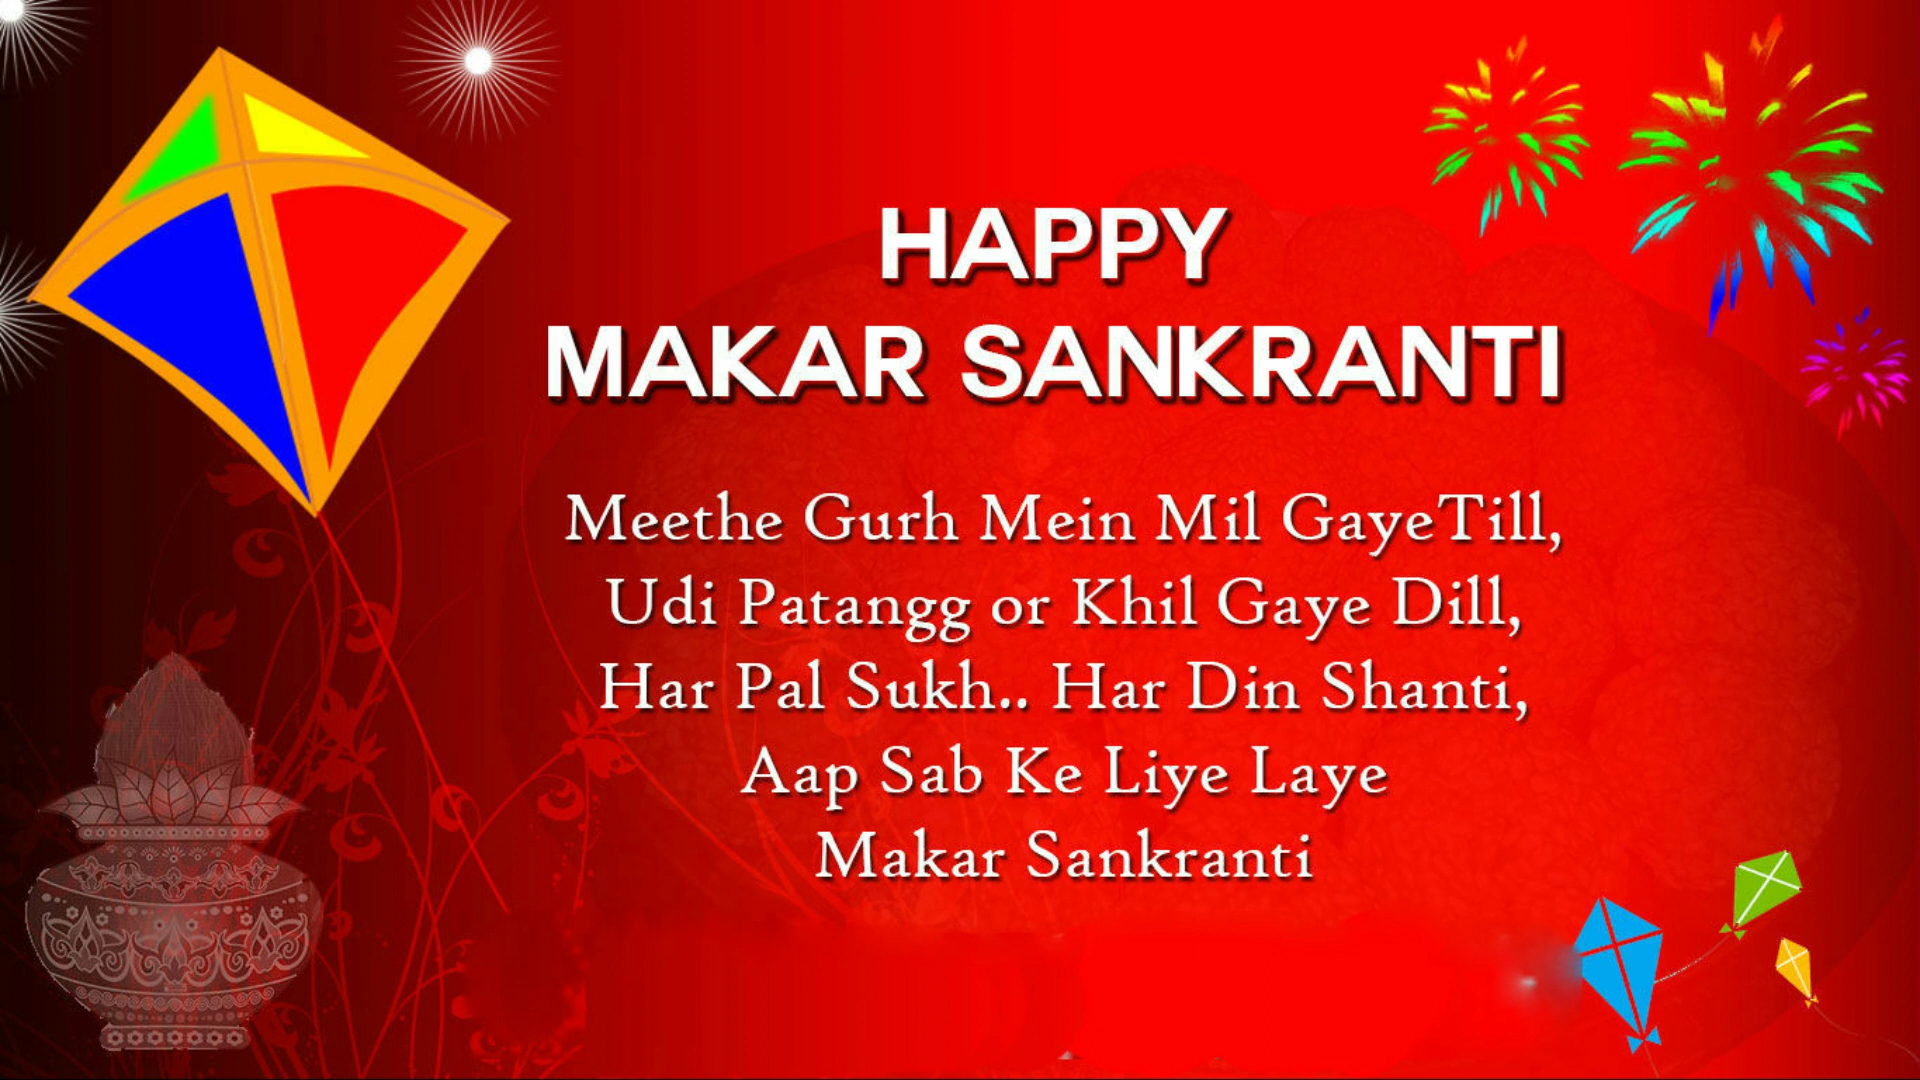 HAPPY
MAKAR SANKRANTI
Meethe Gurh Mein Mil GayeTill,
Udi Patangg or Khil Gaye Dill,
Har Pal Sukh.. Har Din Shanti,
Aap Sab Ke Liye Laye
Makar Sankranti